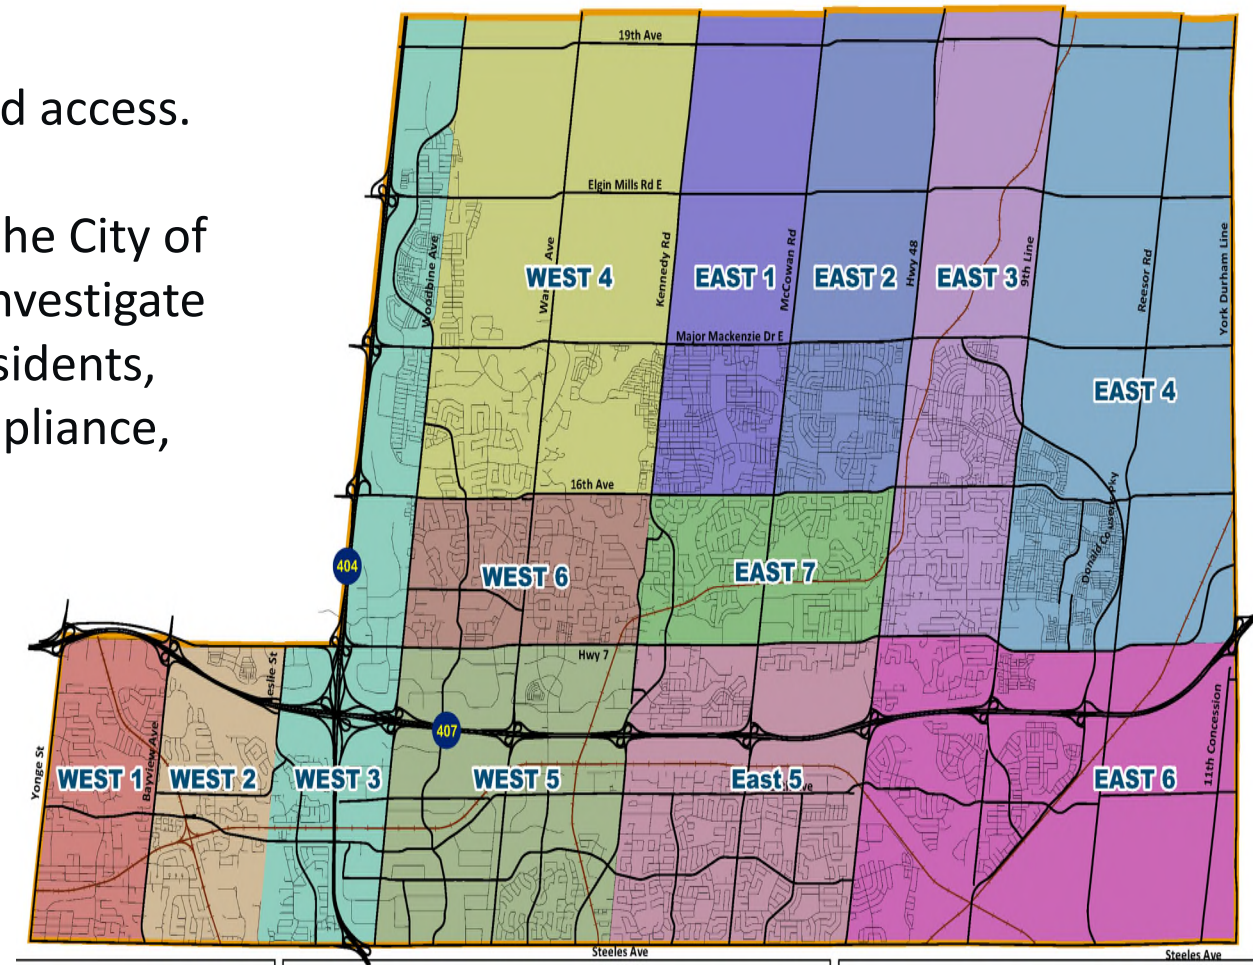 d access.
he City of
nvestigate
sidents,
pliance,
19th Ave
Elgin Mills Rd E
Woodbine Ave
Ave
Kennedy Rd
McCowan Rd
Hwy 48
9th Line
Reesor Rd
York Durham Line
WEST 4
EAST 1
EAST 2
EAST 3
Major Mackenzie Dr E
EAST 4
16th Ave
404
WEST 6
EAST 7
Hwy 7
eslie St
407
Yonge St
Bayview Ave
11th Concession
WEST 1
WEST 2
WEST 3
WEST 5
East 5
EAST 6
Steeles Ave
Steeles Ave